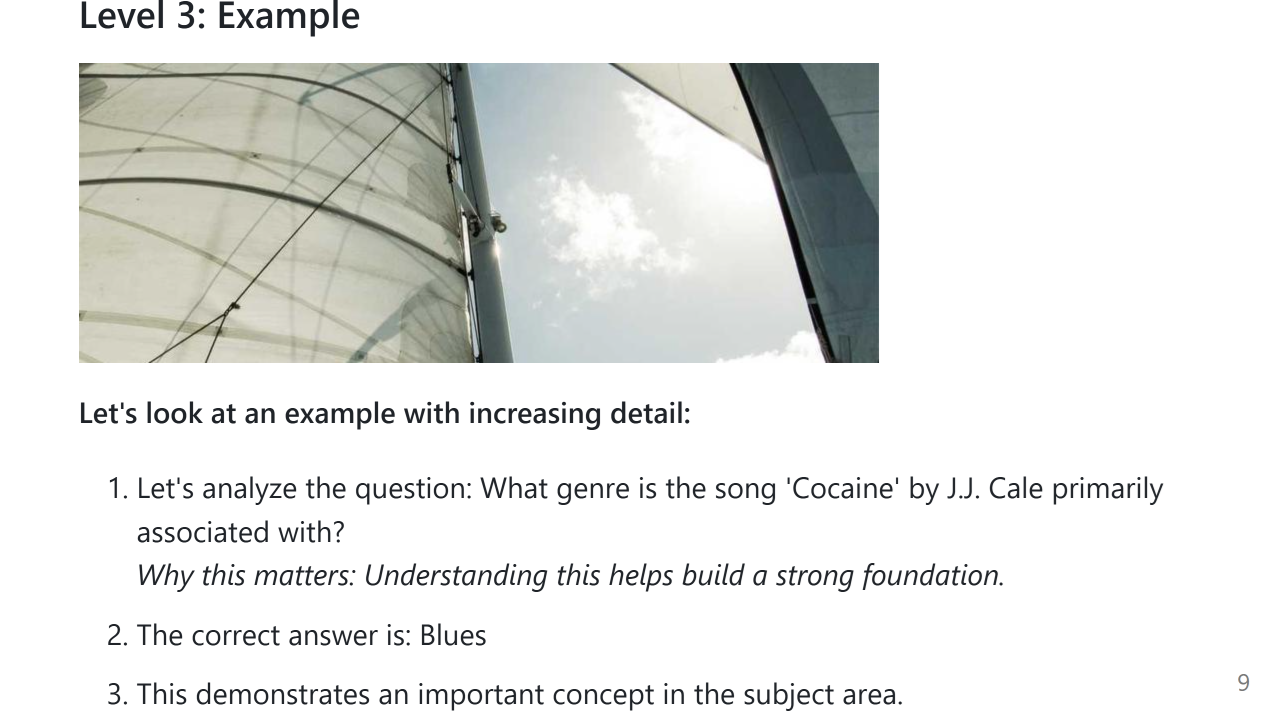 Level 3: Example
Let's look at an example with increasing detail:
1. Let's analyze the question: What genre is the song 'Cocaine' by J.J. Cale primarily
associated with?
Why this matters: Understanding this helps build a strong foundation.
2. The correct answer is: Blues
3. This demonstrates an important concept in the subject area.
9